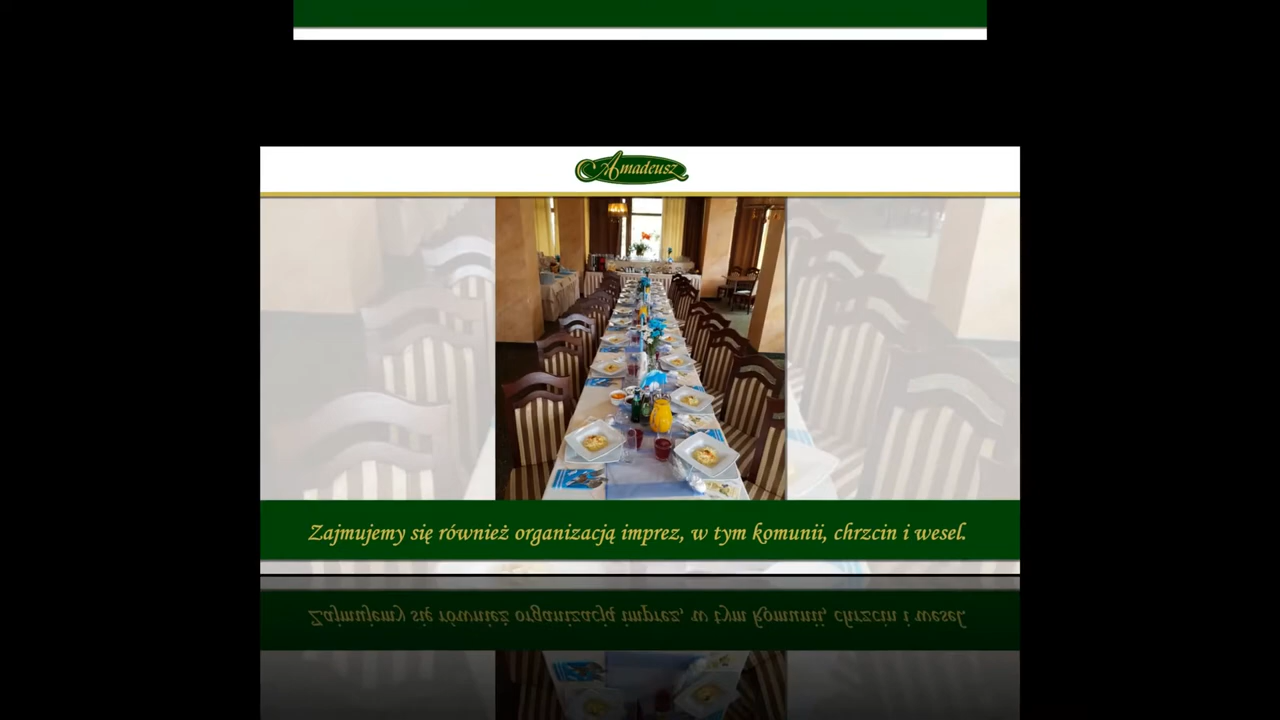 Amadeusz
Zajmujemy się również organizacją imprez, w tym komunii, chrzcin i wesel.